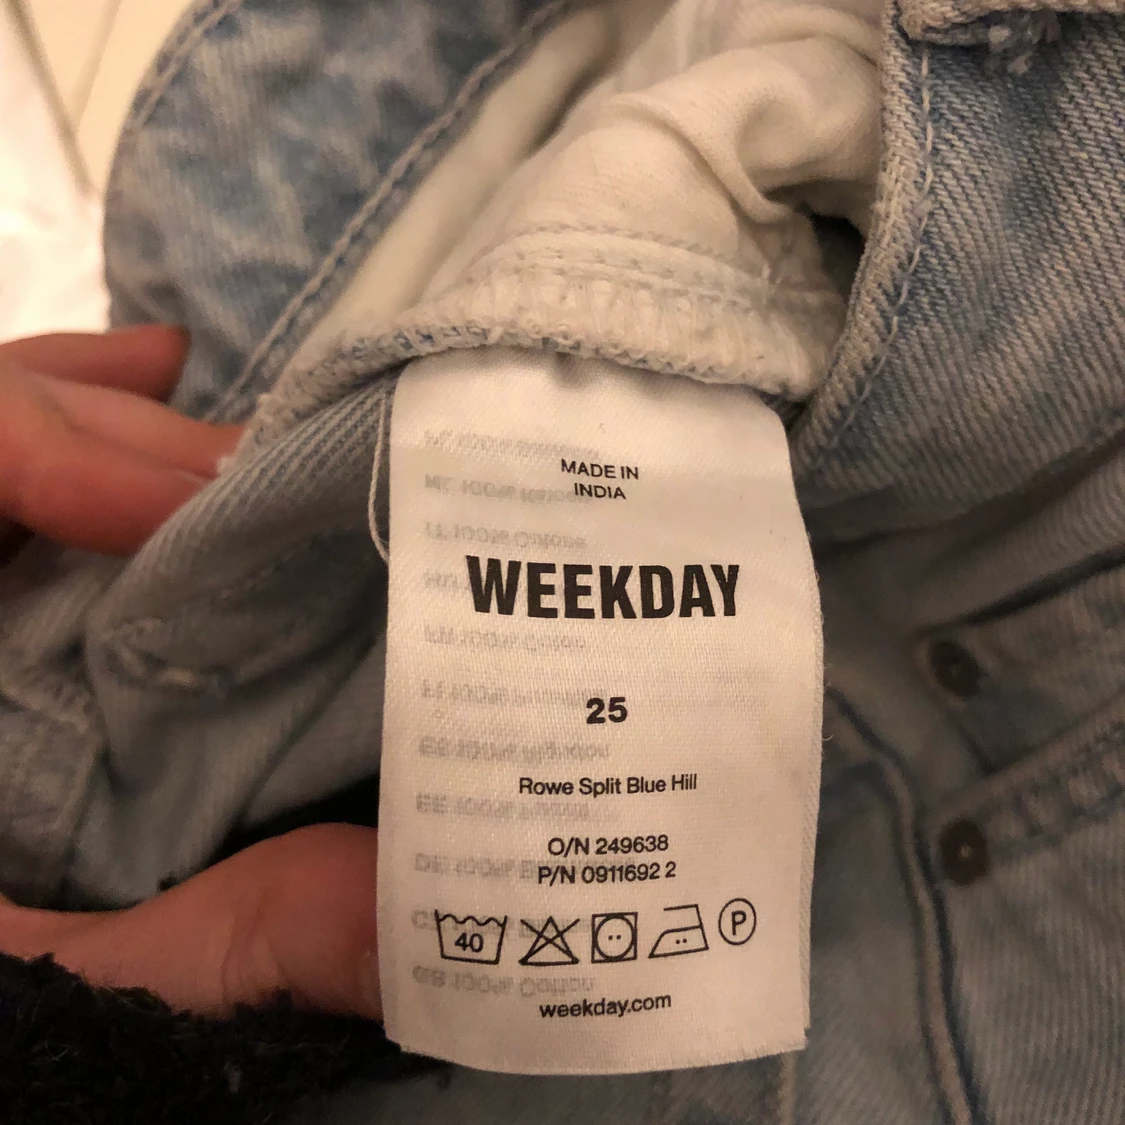 MADE IN
INDIA
WEEKDAY
25
Rowe Split Blue Hill
O/N 249638
P/N 0911692 2
40
P
weekday.com